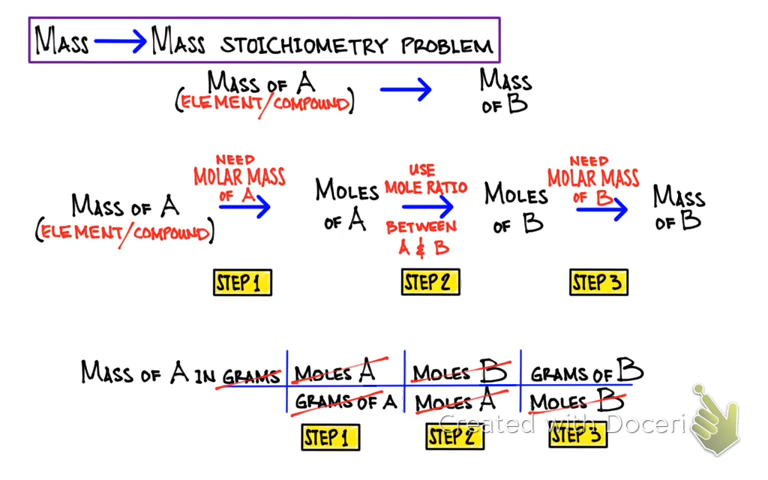 MASS → MASS STOICHIOMETRY PROBLEM
MASS OF A → MASS
(ELEMENT/COMPOUND) OF B
NEED USE NEED
MOLAR MASS MOLE RATIO MOLAR MASS
OF A OF B
MASS OF A → MOLES → MOLES → MASS
(ELEMENT/COMPOUND) OF A OF B OF B
BETWEEN
A & B
STEP 1 STEP 2 STEP 3
MASS OF A IN GRAMS MOLES A MOLES B GRAMS OF B
GRAMS OF A MOLES A MOLES B
Created with Doceri
STEP 1 STEP 2 STEP 3